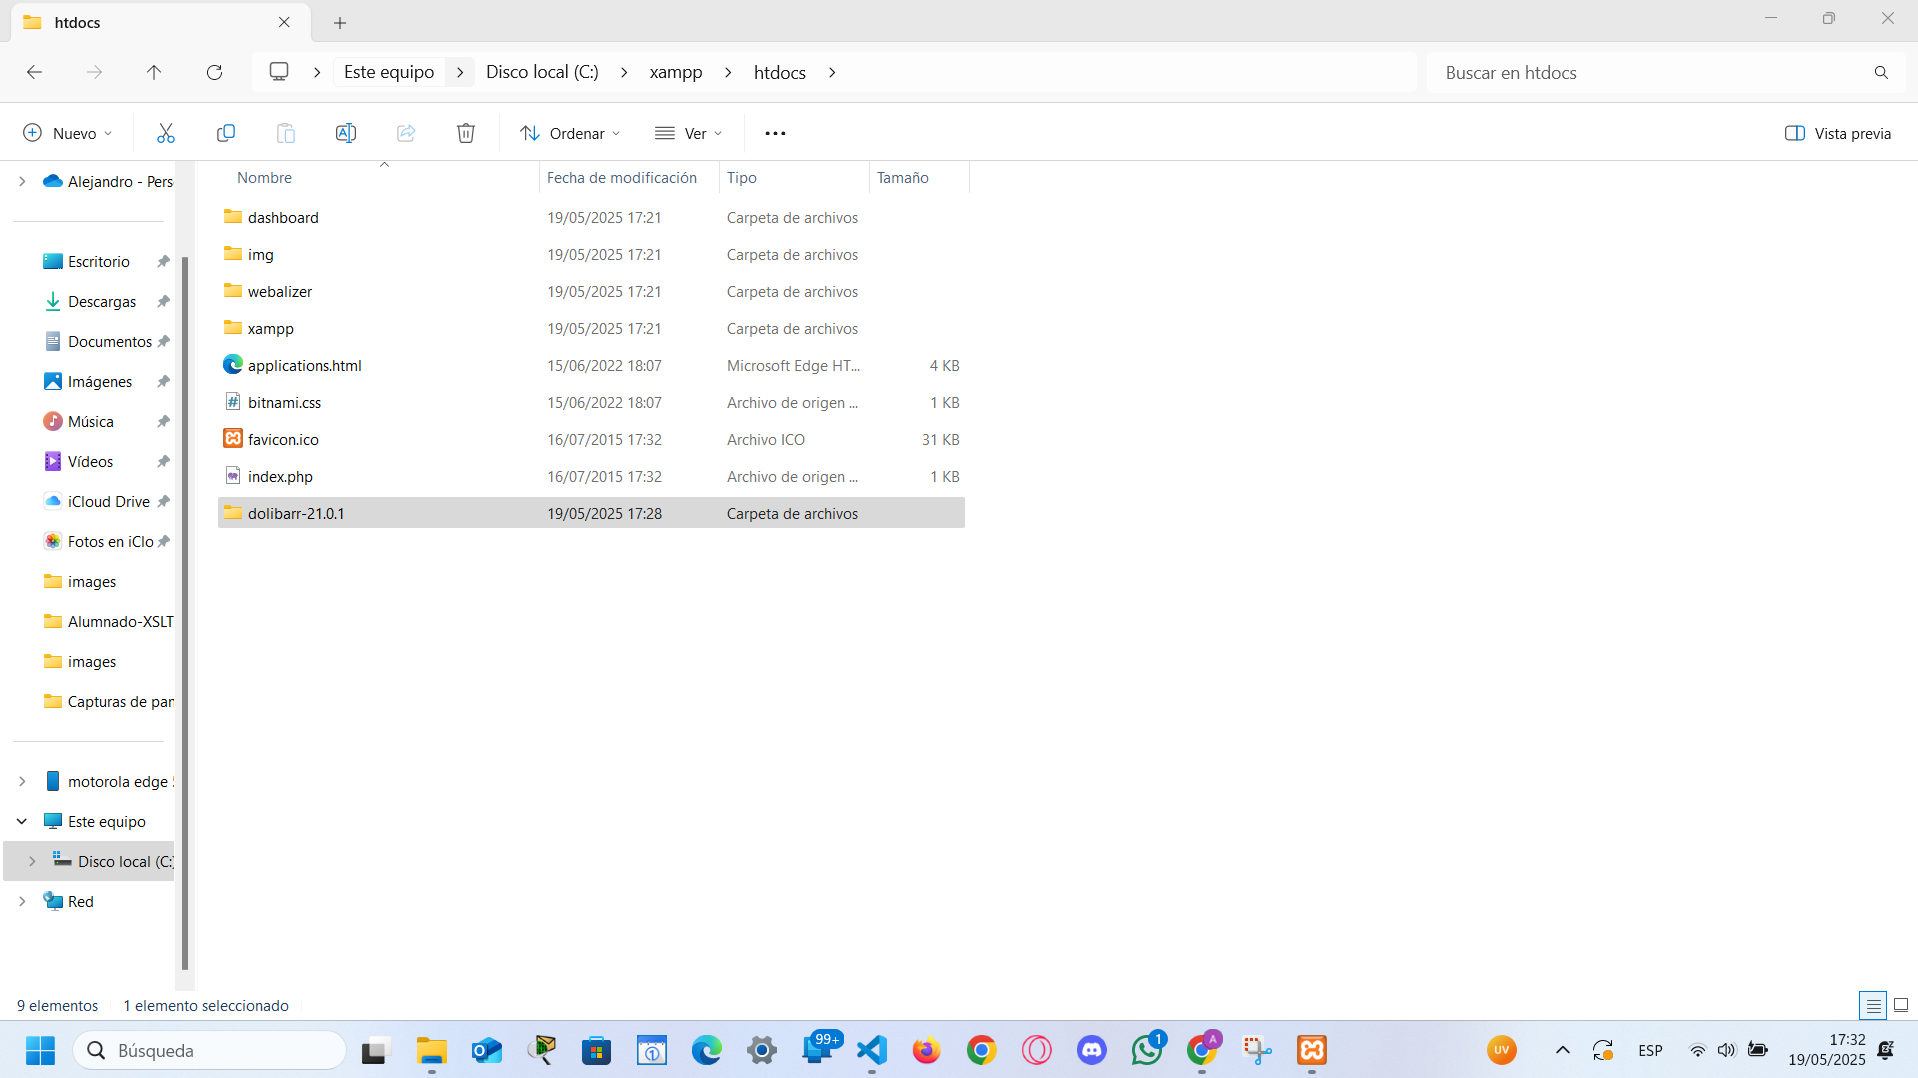 htdocs
Este equipo Disco local (C:) xampp htdocs
Buscar en htdocs
Nuevo Ordenar Ver Vista previa
Alejandro - Pers
Nombre Fecha de modificación Tipo Tamaño
dashboard 19/05/2025 17:21 Carpeta de archivos
img 19/05/2025 17:21 Carpeta de archivos
webalizer 19/05/2025 17:21 Carpeta de archivos
xampp 19/05/2025 17:21 Carpeta de archivos
applications.html 15/06/2022 18:07 Microsoft Edge HT... 4 KB
bitnami.css 15/06/2022 18:07 Archivo de origen ... 1 KB
favicon.ico 16/07/2015 17:32 Archivo ICO 31 KB
index.php 16/07/2015 17:32 Archivo de origen ... 1 KB
dolibarr-21.0.1 19/05/2025 17:28 Carpeta de archivos
Escritorio
Descargas
Documentos
Imágenes
Música
Vídeos
iCloud Drive
Fotos en iClo
images
Alumnado-XSLT
images
Capturas de pan
motorola edge 5
Este equipo
Disco local (C:)
Red
9 elementos 1 elemento seleccionado
Búsqueda
99+
1
A
UV
ESP
17:32
19/05/2025